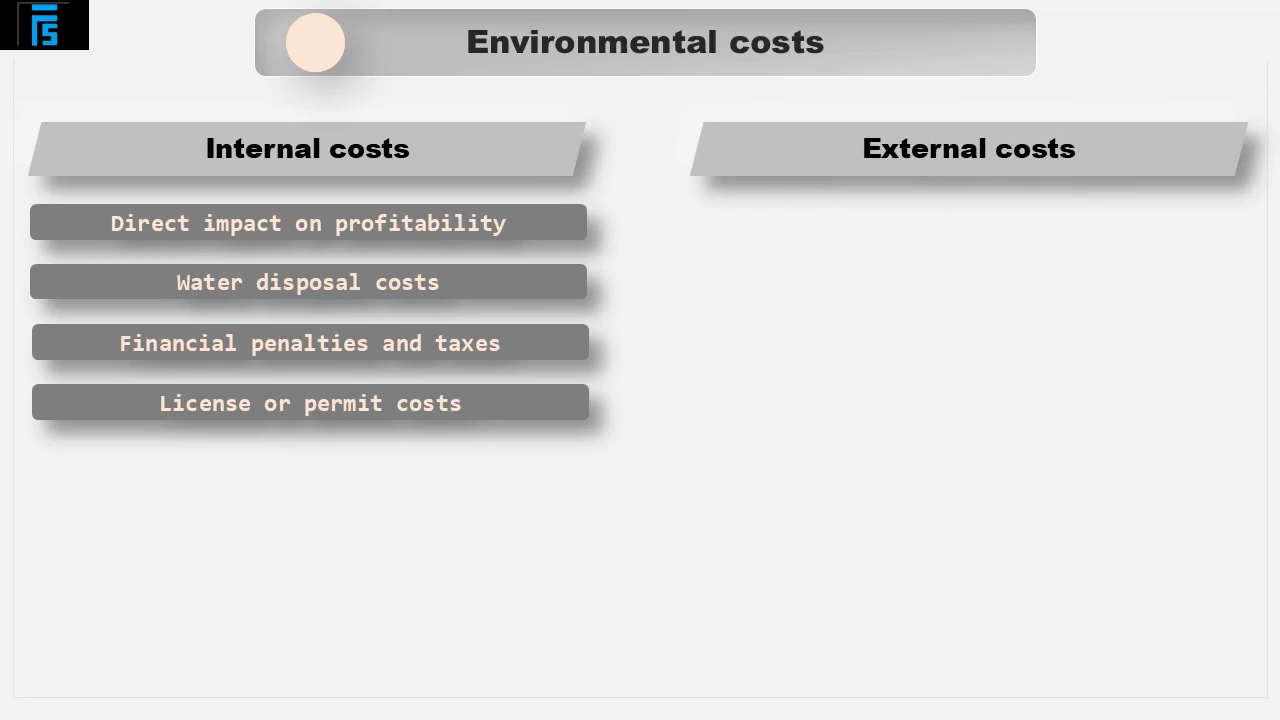 Environmental costs
Internal costs
Direct impact on profitability
Water disposal costs
Financial penalties and taxes
License or permit costs
External costs